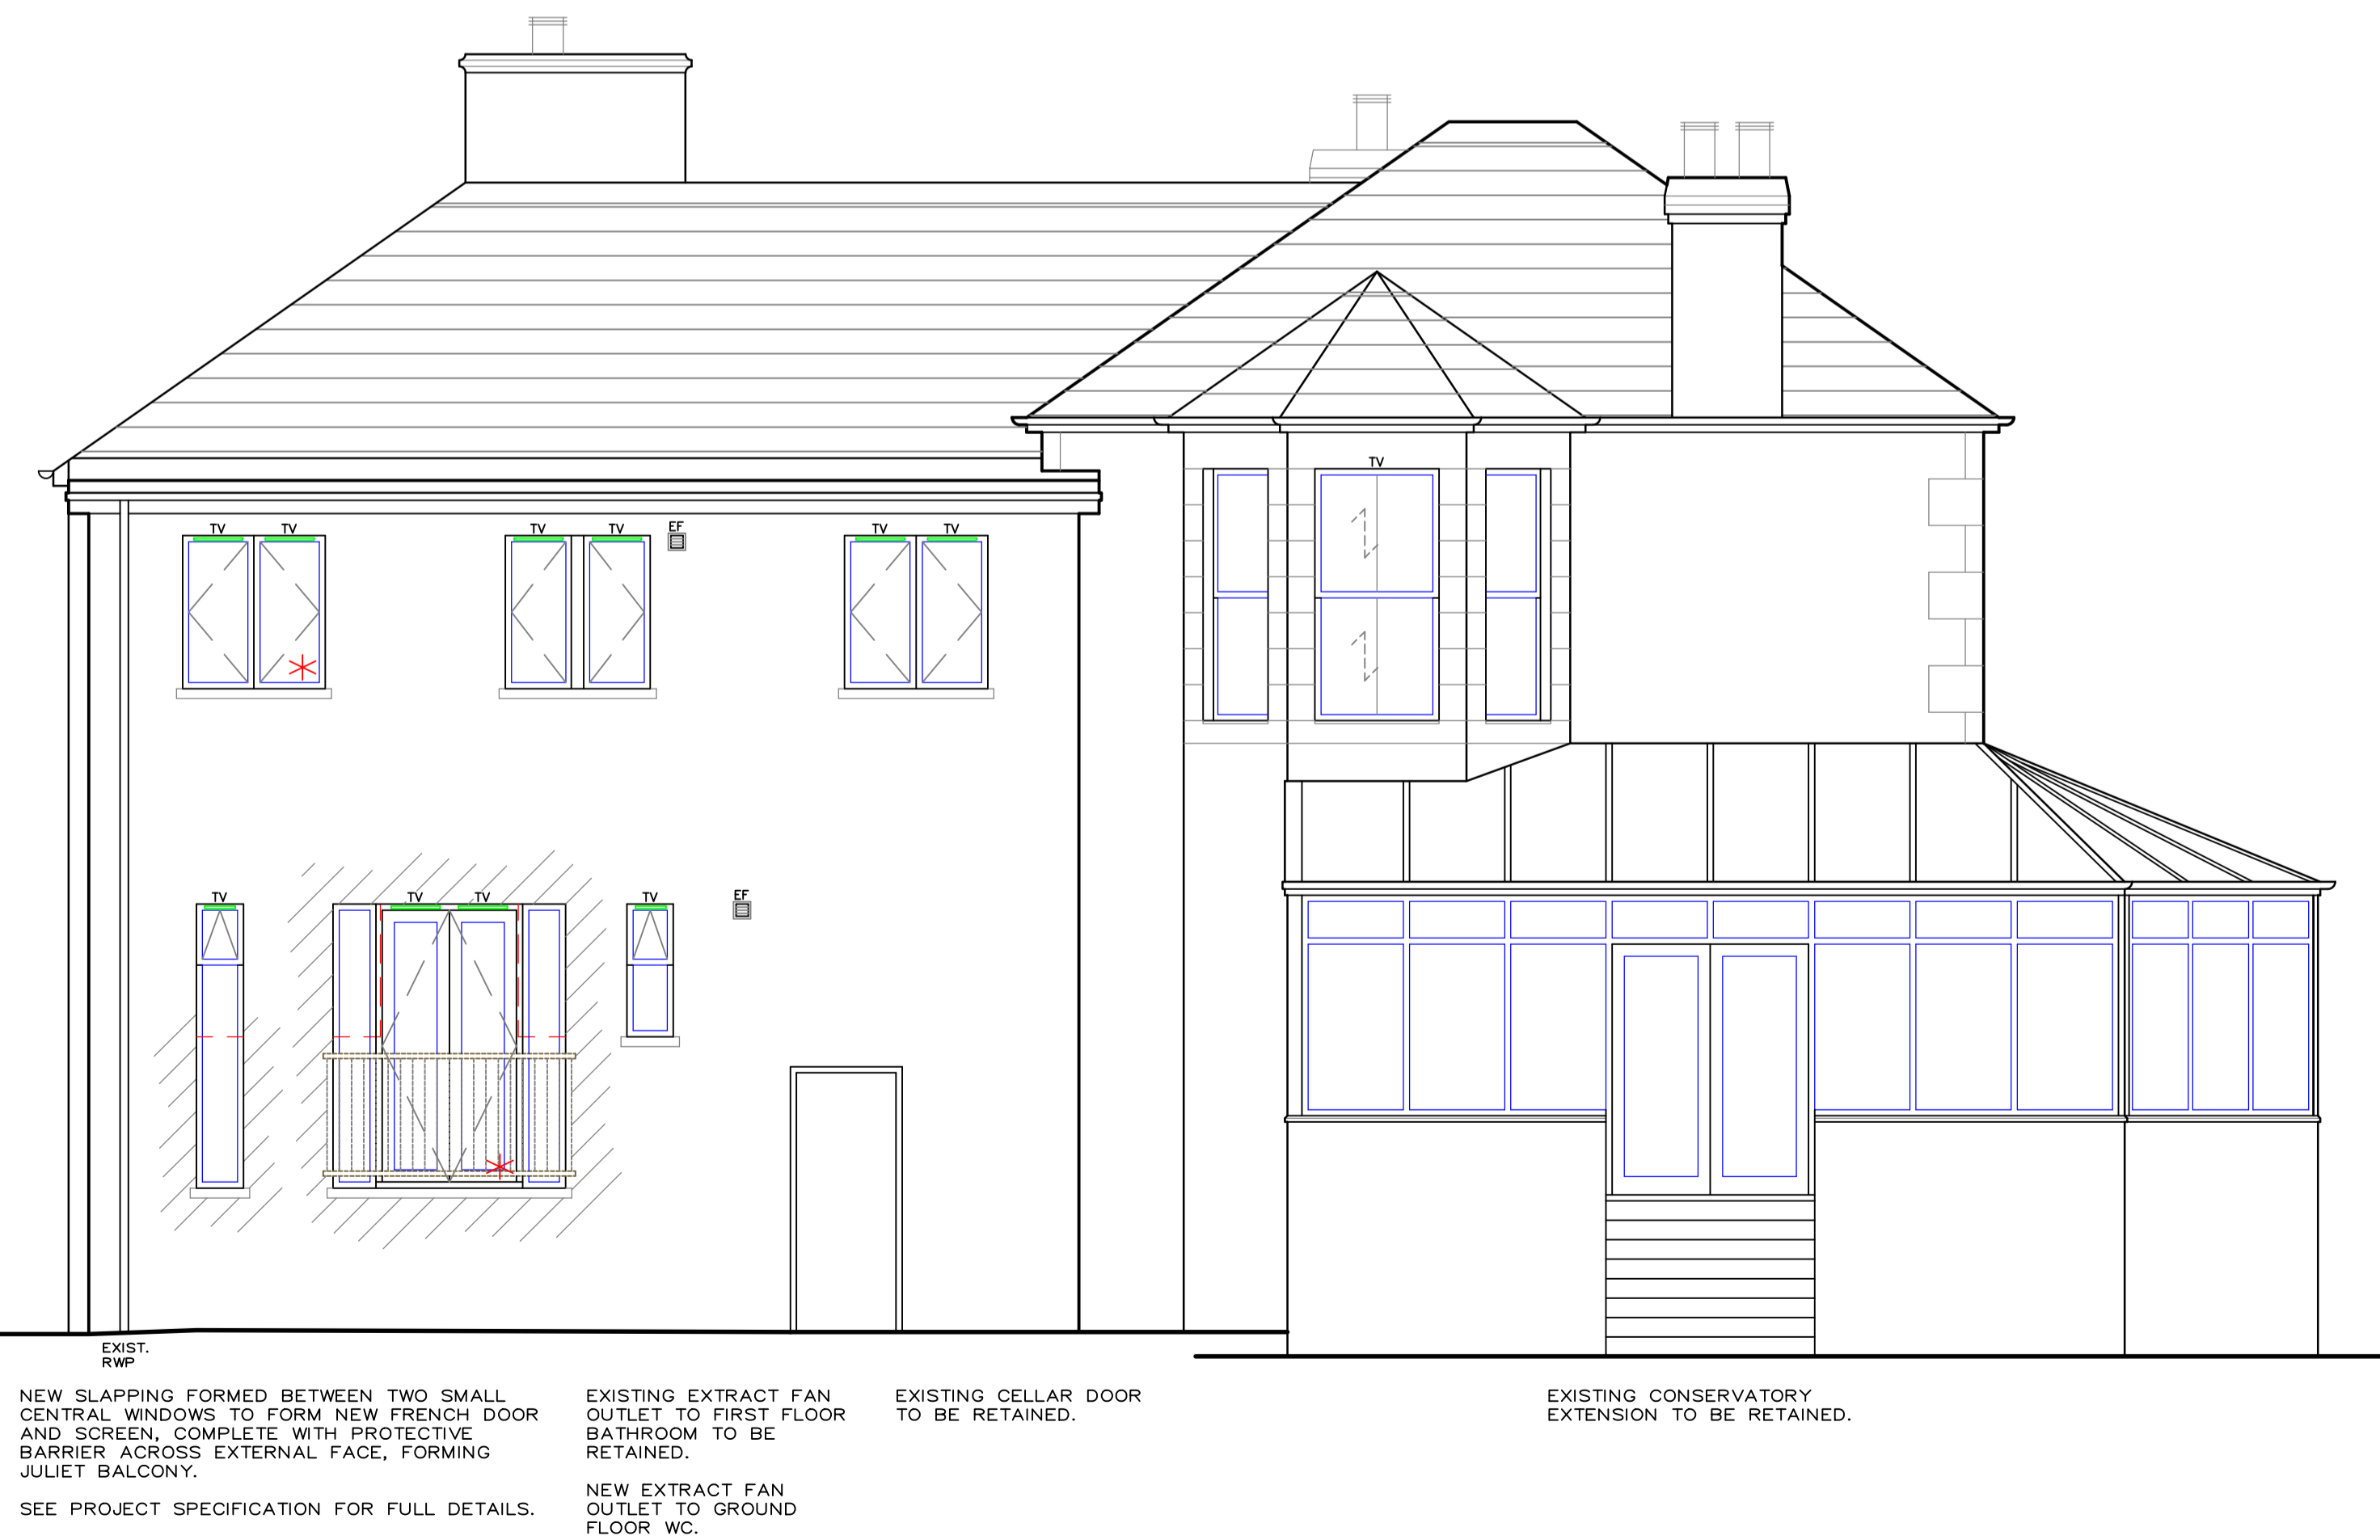 TV
TV
TV
TV
TV
EF
TV
TV
TV
TV
TV
TV
TV
EF
EXIST.
RWP
NEW SLAPPING FORMED BETWEEN TWO SMALL
CENTRAL WINDOWS TO FORM NEW FRENCH DOOR
AND SCREEN, COMPLETE WITH PROTECTIVE
BARRIER ACROSS EXTERNAL FACE, FORMING
JULIET BALCONY.
SEE PROJECT SPECIFICATION FOR FULL DETAILS.
EXISTING EXTRACT FAN
OUTLET TO FIRST FLOOR
BATHROOM TO BE
RETAINED.
NEW EXTRACT FAN
OUTLET TO GROUND
FLOOR WC.
EXISTING CELLAR DOOR
TO BE RETAINED.
EXISTING CONSERVATORY
EXTENSION TO BE RETAINED.